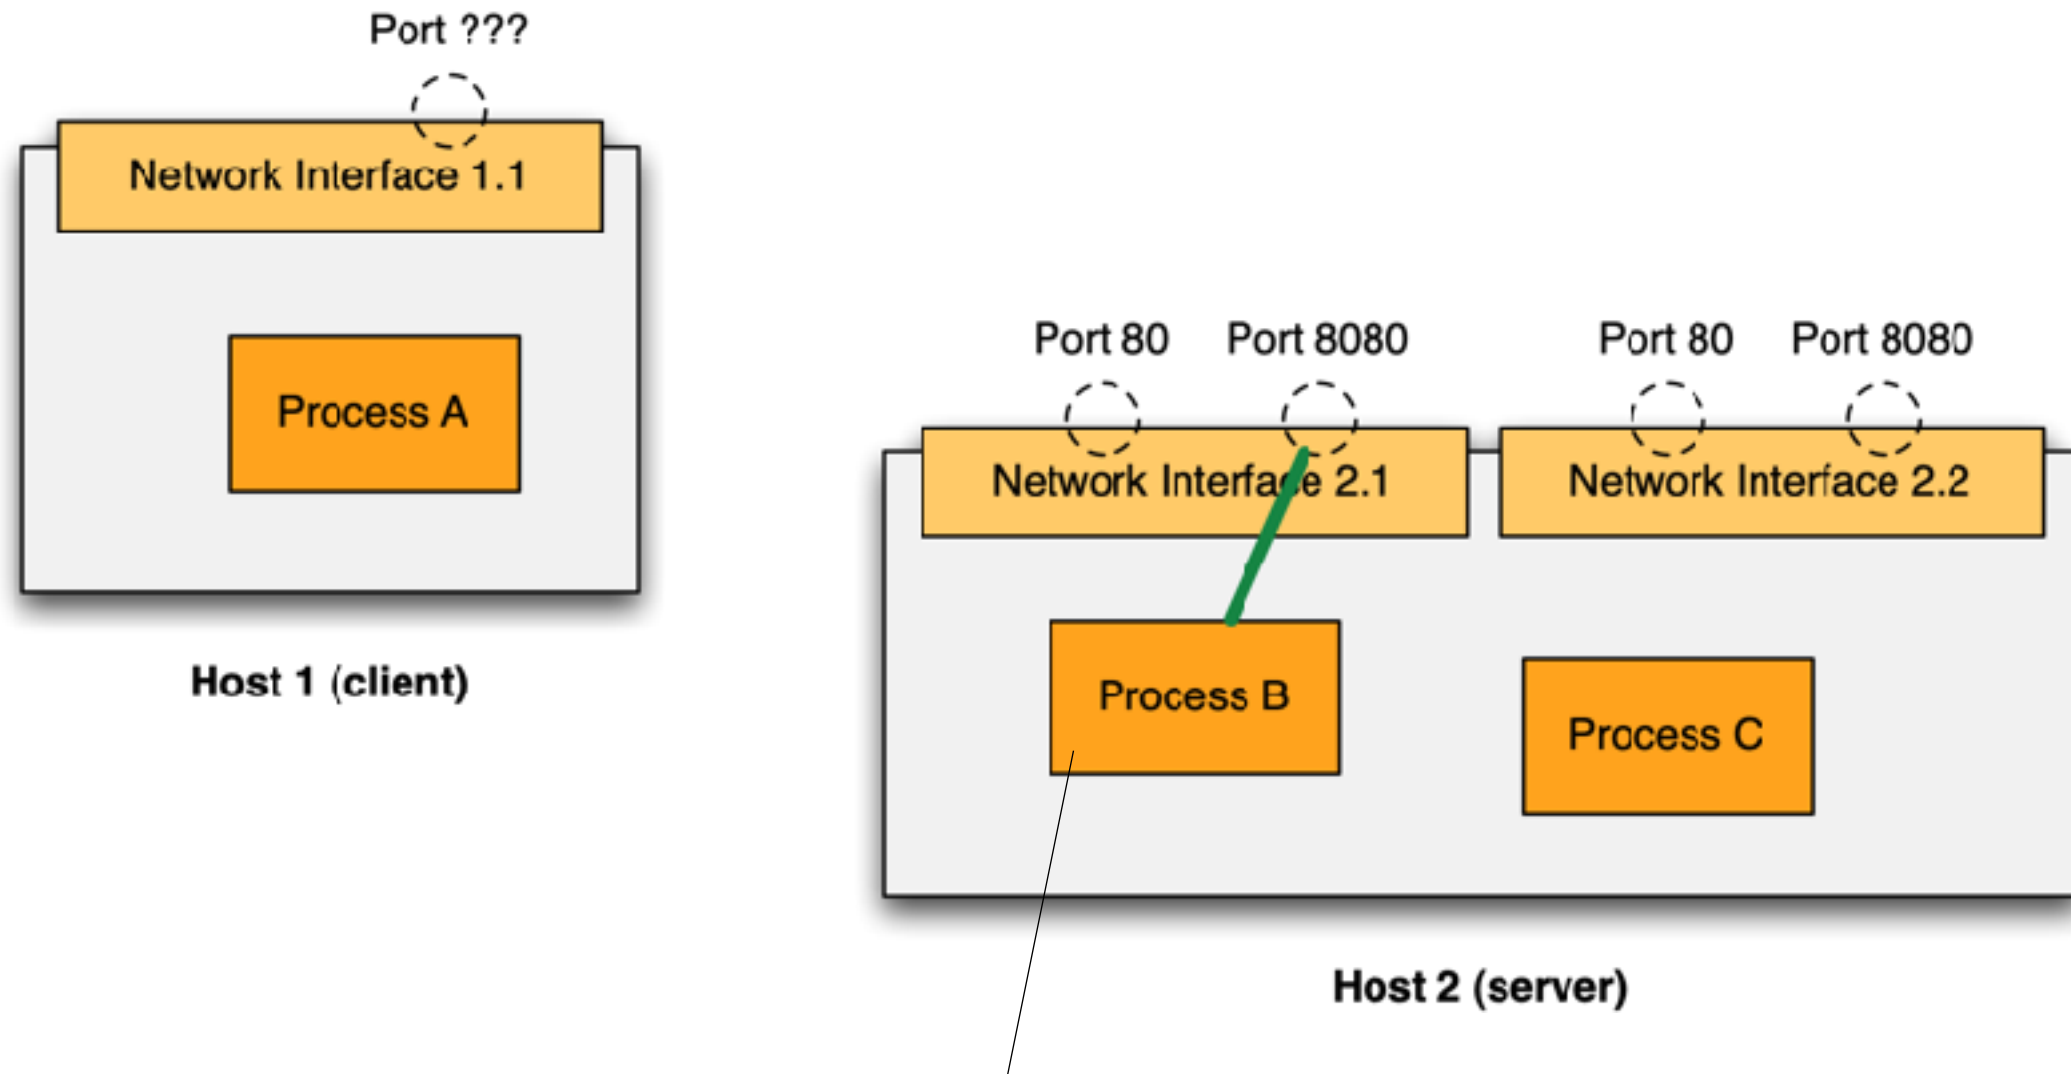 Port ???
Network Interface 1.1
Process A
Host 1 (client)
Port 80
Port 8080
Port 80
Port 8080
Network Interface 2.1
Network Interface 2.2
Process B
Process C
Host 2 (server)